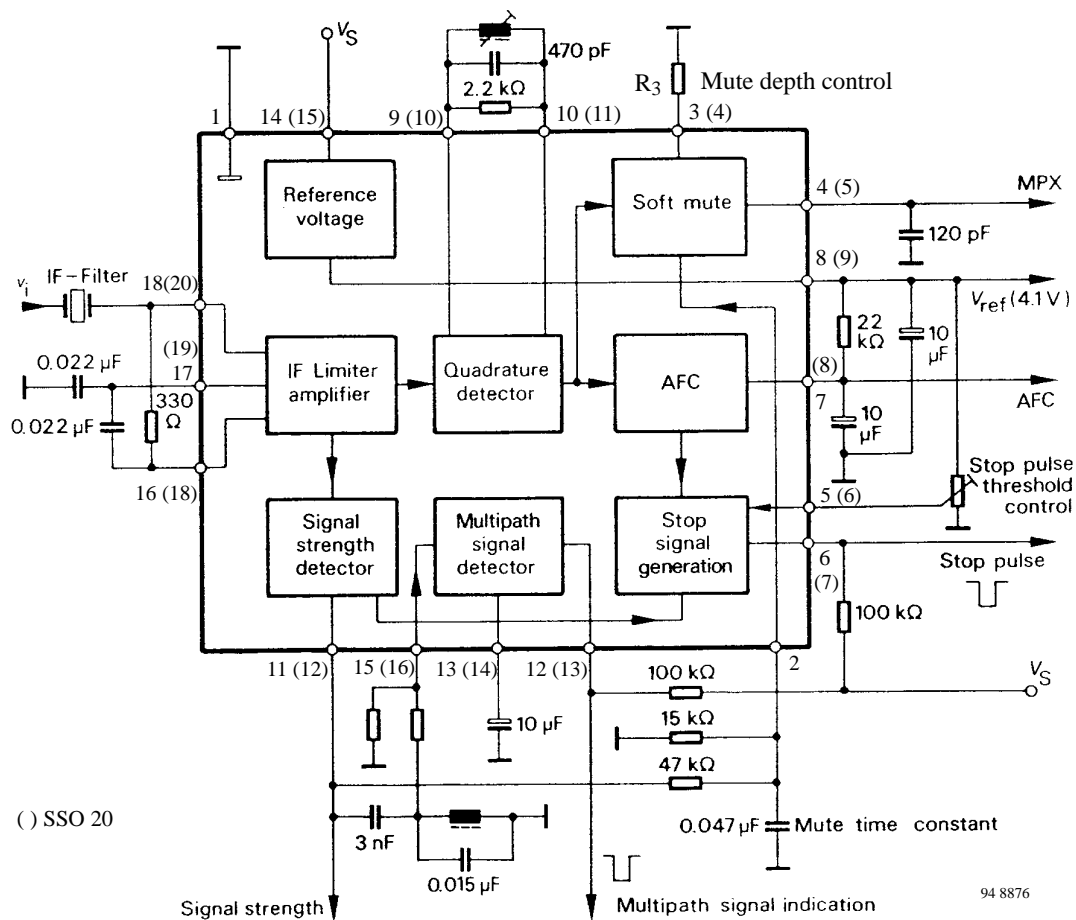 V_S
470 pF
2.2 kΩ
R₃ Mute depth control
1
14 (15)
9 (10)
10 (11)
3 (4)
Reference
voltage
Soft mute
4 (5)
MPX
120 pF
8 (9)
V_ref (4.1 V)
v_i
IF-Filter
18(20)
22
kΩ
10
µF
(19)
17
0.022 µF
IF Limiter
amplifier
Quadrature
detector
AFC
(8)
7
AFC
330
Ω
0.022 µF
10
µF
16 (18)
Stop pulse
threshold
control
5 (6)
Signal
strength
detector
Multipath
signal
detector
Stop
signal
generation
6
(7)
Stop pulse
100 kΩ
11 (12)
15 (16)
13 (14)
12 (13)
2
100 kΩ
V_S
10 µF
15 kΩ
47 kΩ
( ) SSO 20
3 nF
0.015 µF
0.047 µF
Mute time constant
Signal strength
Multipath signal indication
94 8876